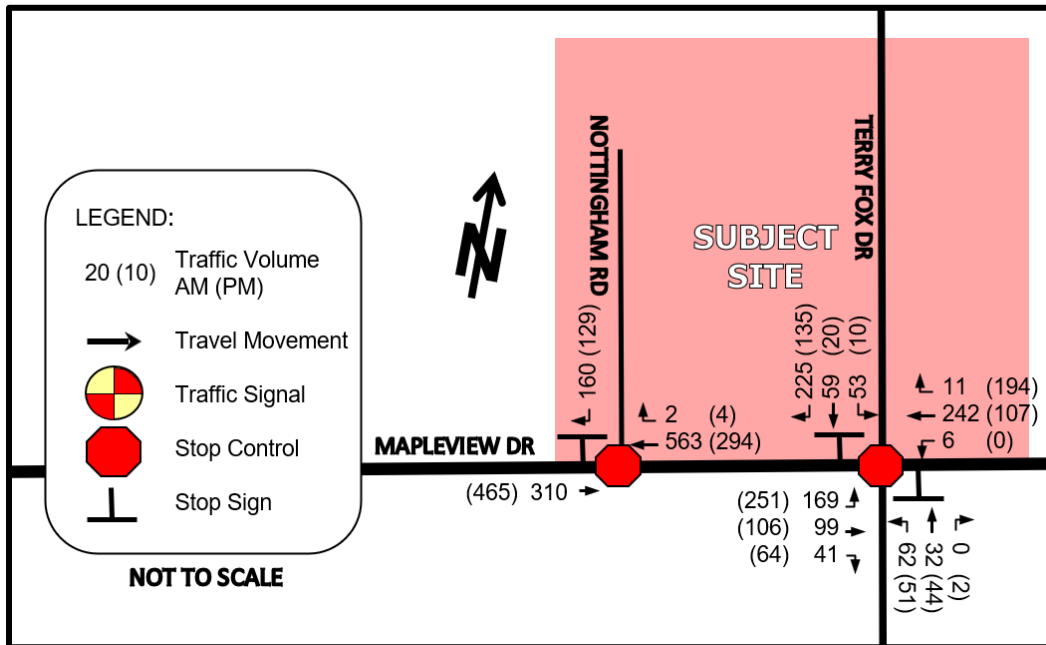 NOTTINGHAM RD
TERRY FOX DR
LEGEND:
20 (10) Traffic Volume
AM (PM)
Travel Movement
Traffic Signal
Stop Control
Stop Sign
NOT TO SCALE
N
SUBJECT
SITE
160 (129)
225 (135)
59 (20)
53 (10)
2 (4)
563 (294)
11 (194)
242 (107)
6 (0)
MAPLEVIEW DR
(465) 310
(251) 169
(106) 99
(64) 41
62 (51)
32 (44)
0 (2)